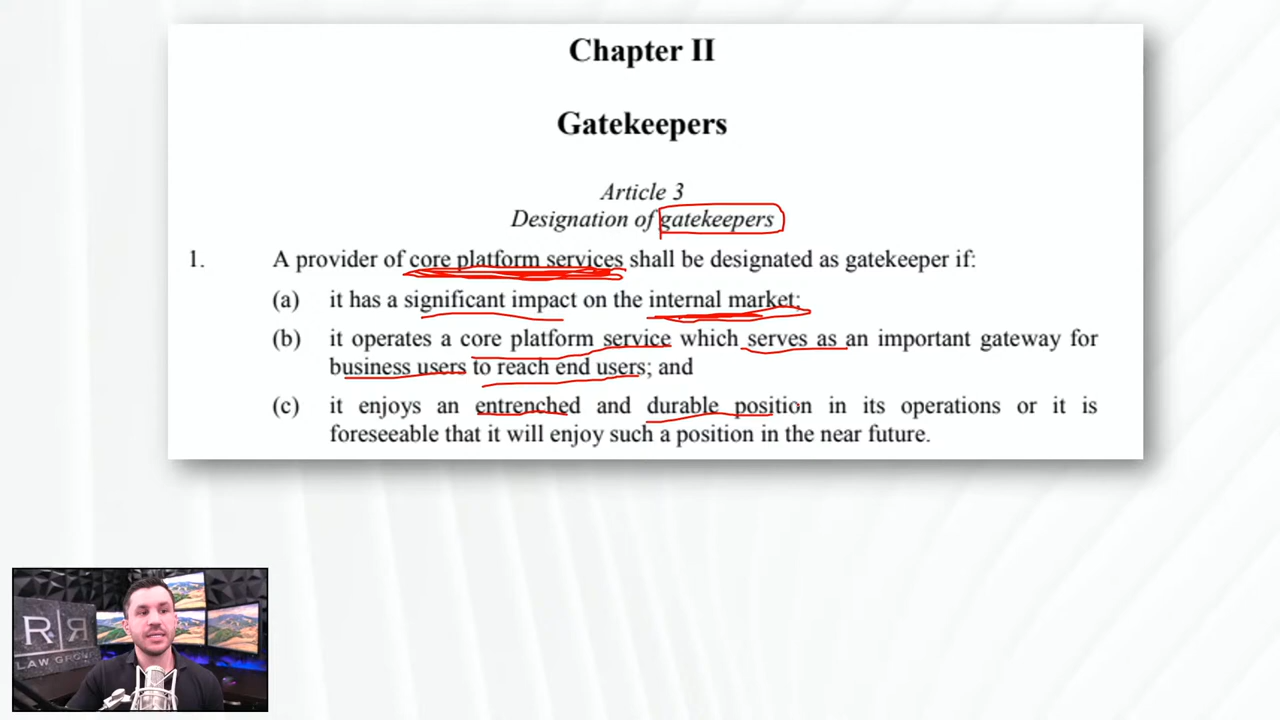 Chapter II
Gatekeepers
Article 3
Designation of gatekeepers
1. A provider of core platform services shall be designated as gatekeeper if:
(a) it has a significant impact on the internal market;
(b) it operates a core platform service which serves as an important gateway for
business users to reach end users; and
(c) it enjoys an entrenched and durable position in its operations or it is
foreseeable that it will enjoy such a position in the near future.
R|R
LAW GROUP